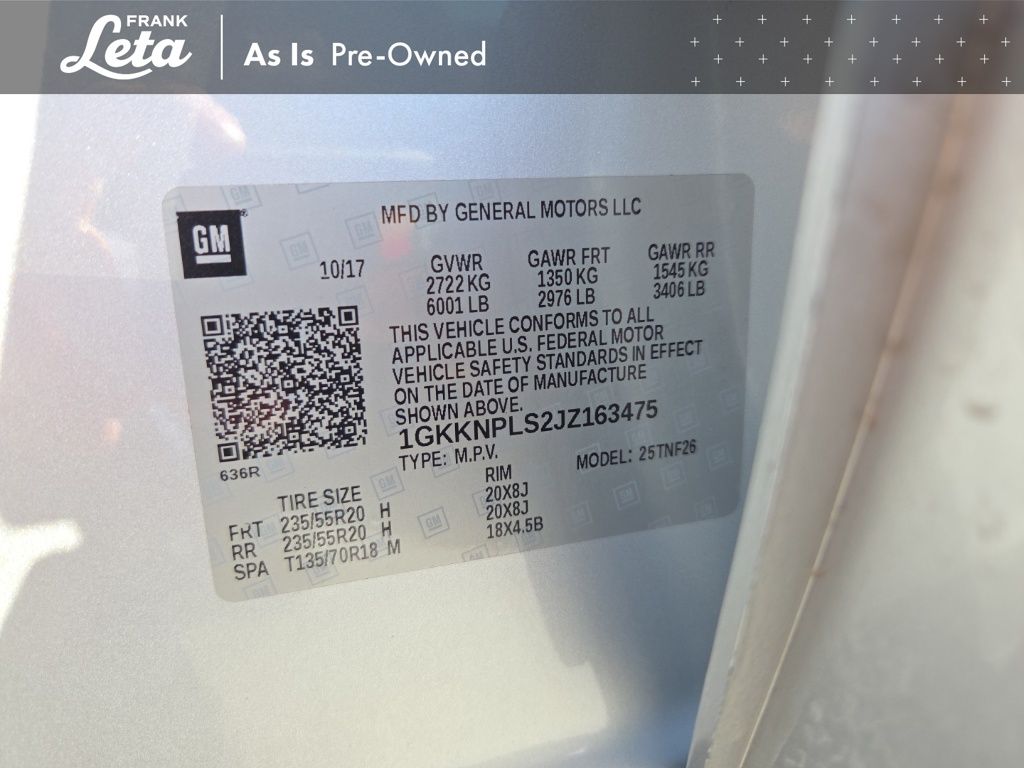 FRANK
Leta
As Is Pre-Owned
GM
MFD BY GENERAL MOTORS LLC
10/17
GVWR GAWR FRT GAWR RR
2722 KG 1350 KG 1545 KG
6001 LB 2976 LB 3406 LB
THIS VEHICLE CONFORMS TO ALL
APPLICABLE U.S. FEDERAL MOTOR
VEHICLE SAFETY STANDARDS IN EFFECT
ON THE DATE OF MANUFACTURE
SHOWN ABOVE.
1GKKNPLS2JZ163475
TYPE: M.P.V. MODEL: 25TNF26
636R
TIRE SIZE RIM
FRT 235/55R20 H 20X8J
RR 235/55R20 H 20X8J
SPA T135/70R18 M 18X4.5B